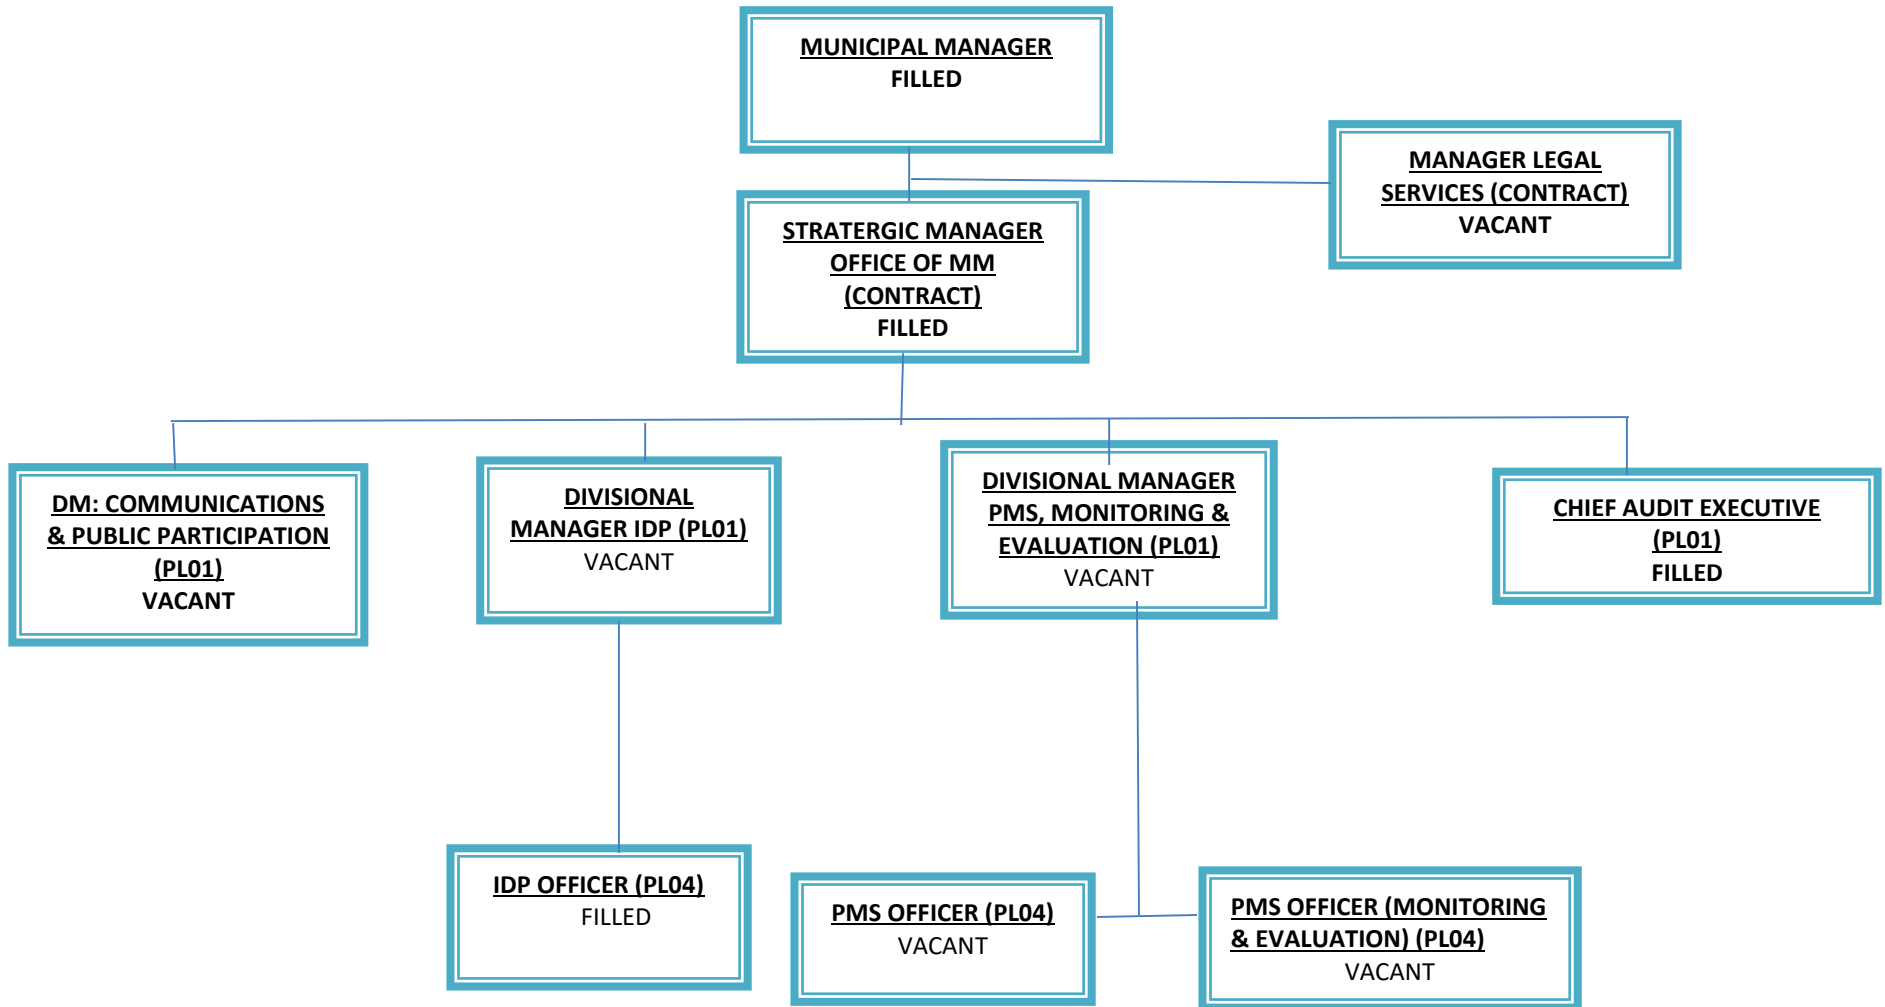 MUNICIPAL MANAGER
FILLED
MANAGER LEGAL
SERVICES (CONTRACT)
VACANT
STRATERGIC MANAGER
OFFICE OF MM
(CONTRACT)
FILLED
DM: COMMUNICATIONS
& PUBLIC PARTICIPATION
(PL01)
VACANT
DIVISIONAL
MANAGER IDP (PL01)
VACANT
DIVISIONAL MANAGER
PMS, MONITORING &
EVALUATION (PL01)
VACANT
CHIEF AUDIT EXECUTIVE
(PL01)
FILLED
IDP OFFICER (PL04)
FILLED
PMS OFFICER (PL04)
VACANT
PMS OFFICER (MONITORING
& EVALUATION) (PL04)
VACANT